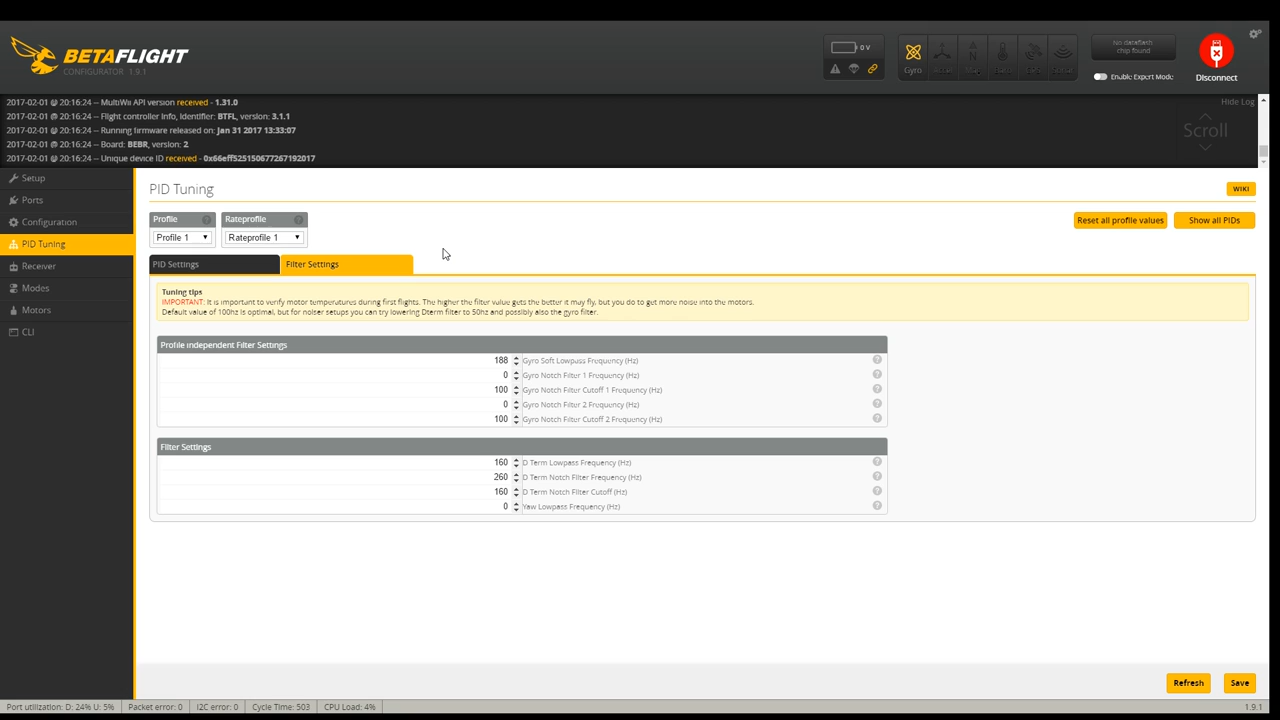 BETAFLIGHT
CONFIGURATOR 1.9.1
0 V
Gyro
No dataflash
chip found
Enable Expert Mode
Disconnect
2017-02-01 @ 20:16:24 -- MultiWii API version received - 1.31.0
2017-02-01 @ 20:16:24 -- Flight controller info, identifier: BTFL, version: 3.1.1
2017-02-01 @ 20:16:24 -- Running firmware released on: Jan 31 2017 13:33:07
2017-02-01 @ 20:16:24 -- Board: BEBR, version: 2
2017-02-01 @ 20:16:24 -- Unique device ID received - 0x66eff525150677267192017
Hide Log
Scroll
Setup
Ports
Configuration
PID Tuning
Receiver
Modes
Motors
CLI
PID Tuning
WIKI
Profile
Rateprofile
Profile 1
Rateprofile 1
Reset all profile values
Show all PIDs
PID Settings
Filter Settings
Tuning tips
IMPORTANT: It is important to verify motor temperatures during first flights. The higher the filter value gets the better it may fly, but you do to get more noise into the motors.
Default value of 100hz is optimal, but for noiser setups you can try lowering Dterm filter to 50hz and possibly also the gyro filter.
Profile independent Filter Settings
188 Gyro Soft Lowpass Frequency (Hz)
0 Gyro Notch Filter 1 Frequency (Hz)
100 Gyro Notch Filter Cutoff 1 Frequency (Hz)
0 Gyro Notch Filter 2 Frequency (Hz)
100 Gyro Notch Filter Cutoff 2 Frequency (Hz)
Filter Settings
160 D Term Lowpass Frequency (Hz)
260 D Term Notch Filter Frequency (Hz)
160 D Term Notch Filter Cutoff (Hz)
0 Yaw Lowpass Frequency (Hz)
Refresh
Save
Port utilization: D: 24% U: 5%
Packet error: 0
I2C error: 0
Cycle Time: 503
CPU Load: 4%
1.9.1